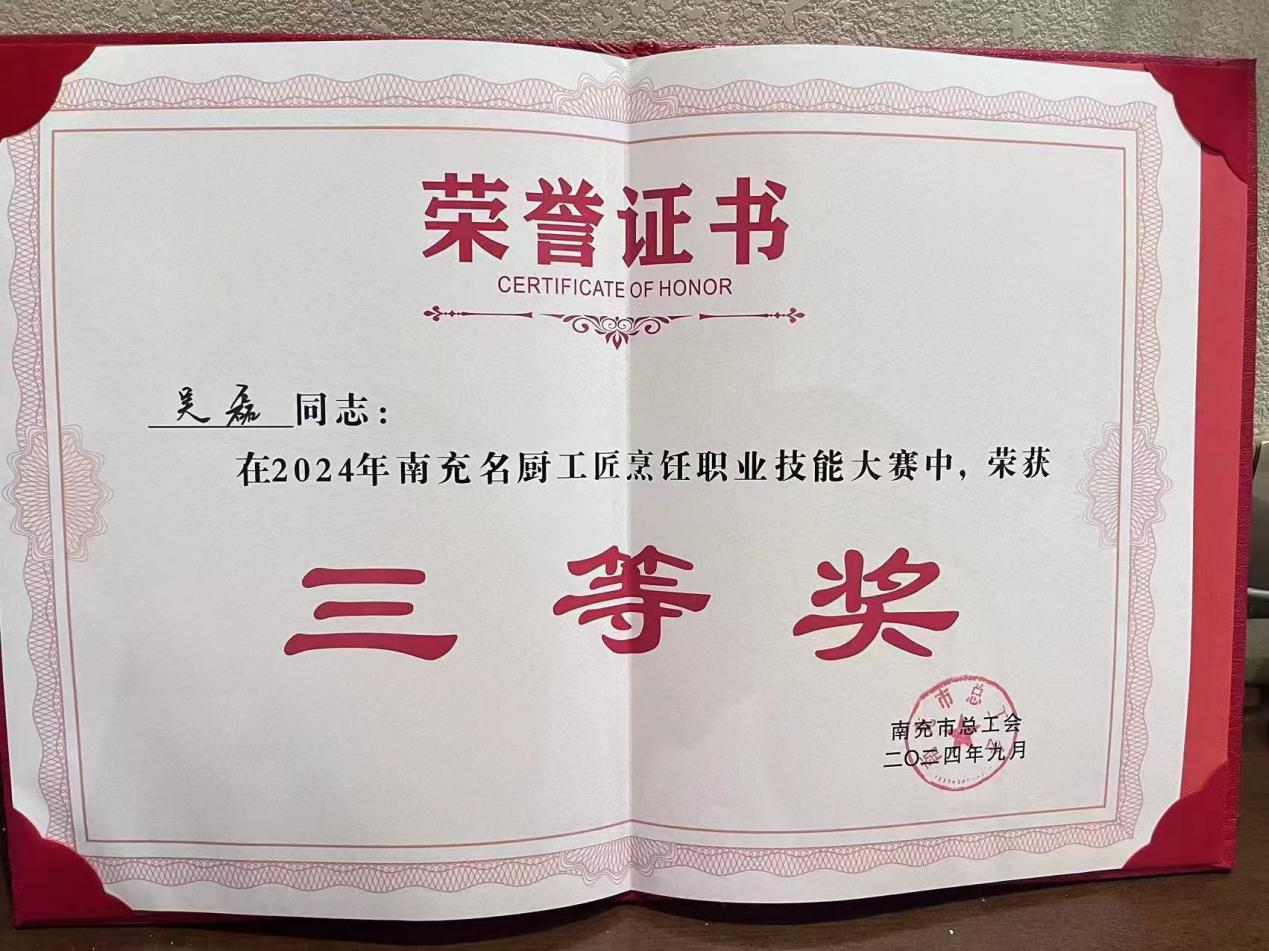 荣誉证书
CERTIFICATE OF HONOR
吴磊 同志：
在2024年南充名厨工匠烹饪职业技能大赛中，荣获
三等奖
南充市总工会
二〇二四年九月